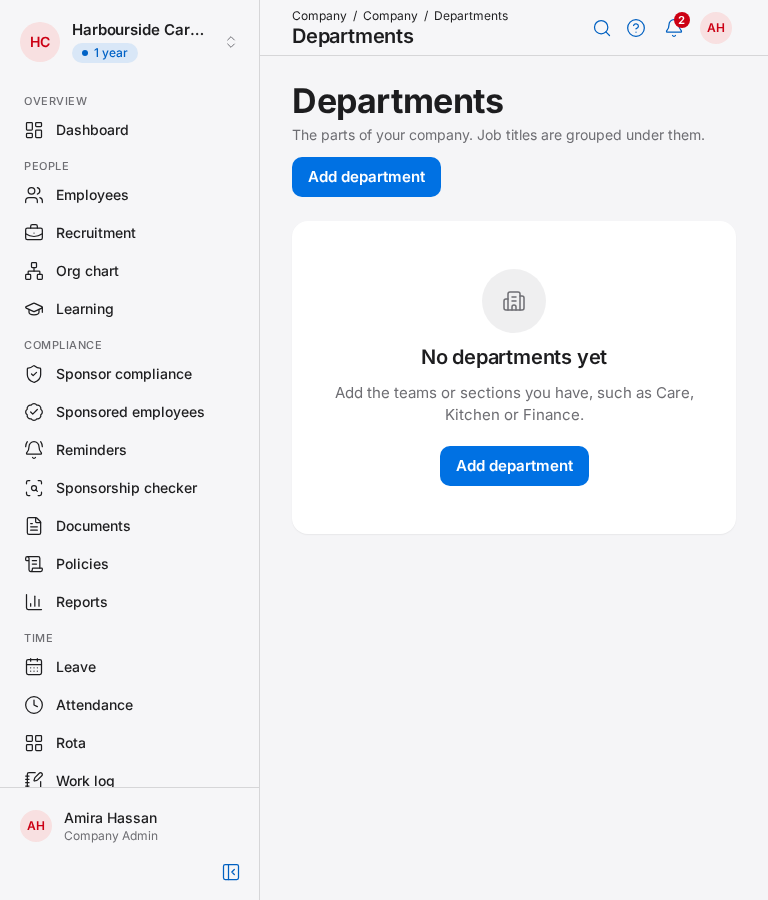 HC
Harbourside Car...
1 year
OVERVIEW
Dashboard
PEOPLE
Employees
Recruitment
Org chart
Learning
COMPLIANCE
Sponsor compliance
Sponsored employees
Reminders
Sponsorship checker
Documents
Policies
Reports
TIME
Leave
Attendance
Rota
Work log
AH
Amira Hassan
Company Admin
Company / Company / Departments
Departments
2
AH
Departments
The parts of your company. Job titles are grouped under them.
Add department
No departments yet
Add the teams or sections you have, such as Care,
Kitchen or Finance.
Add department